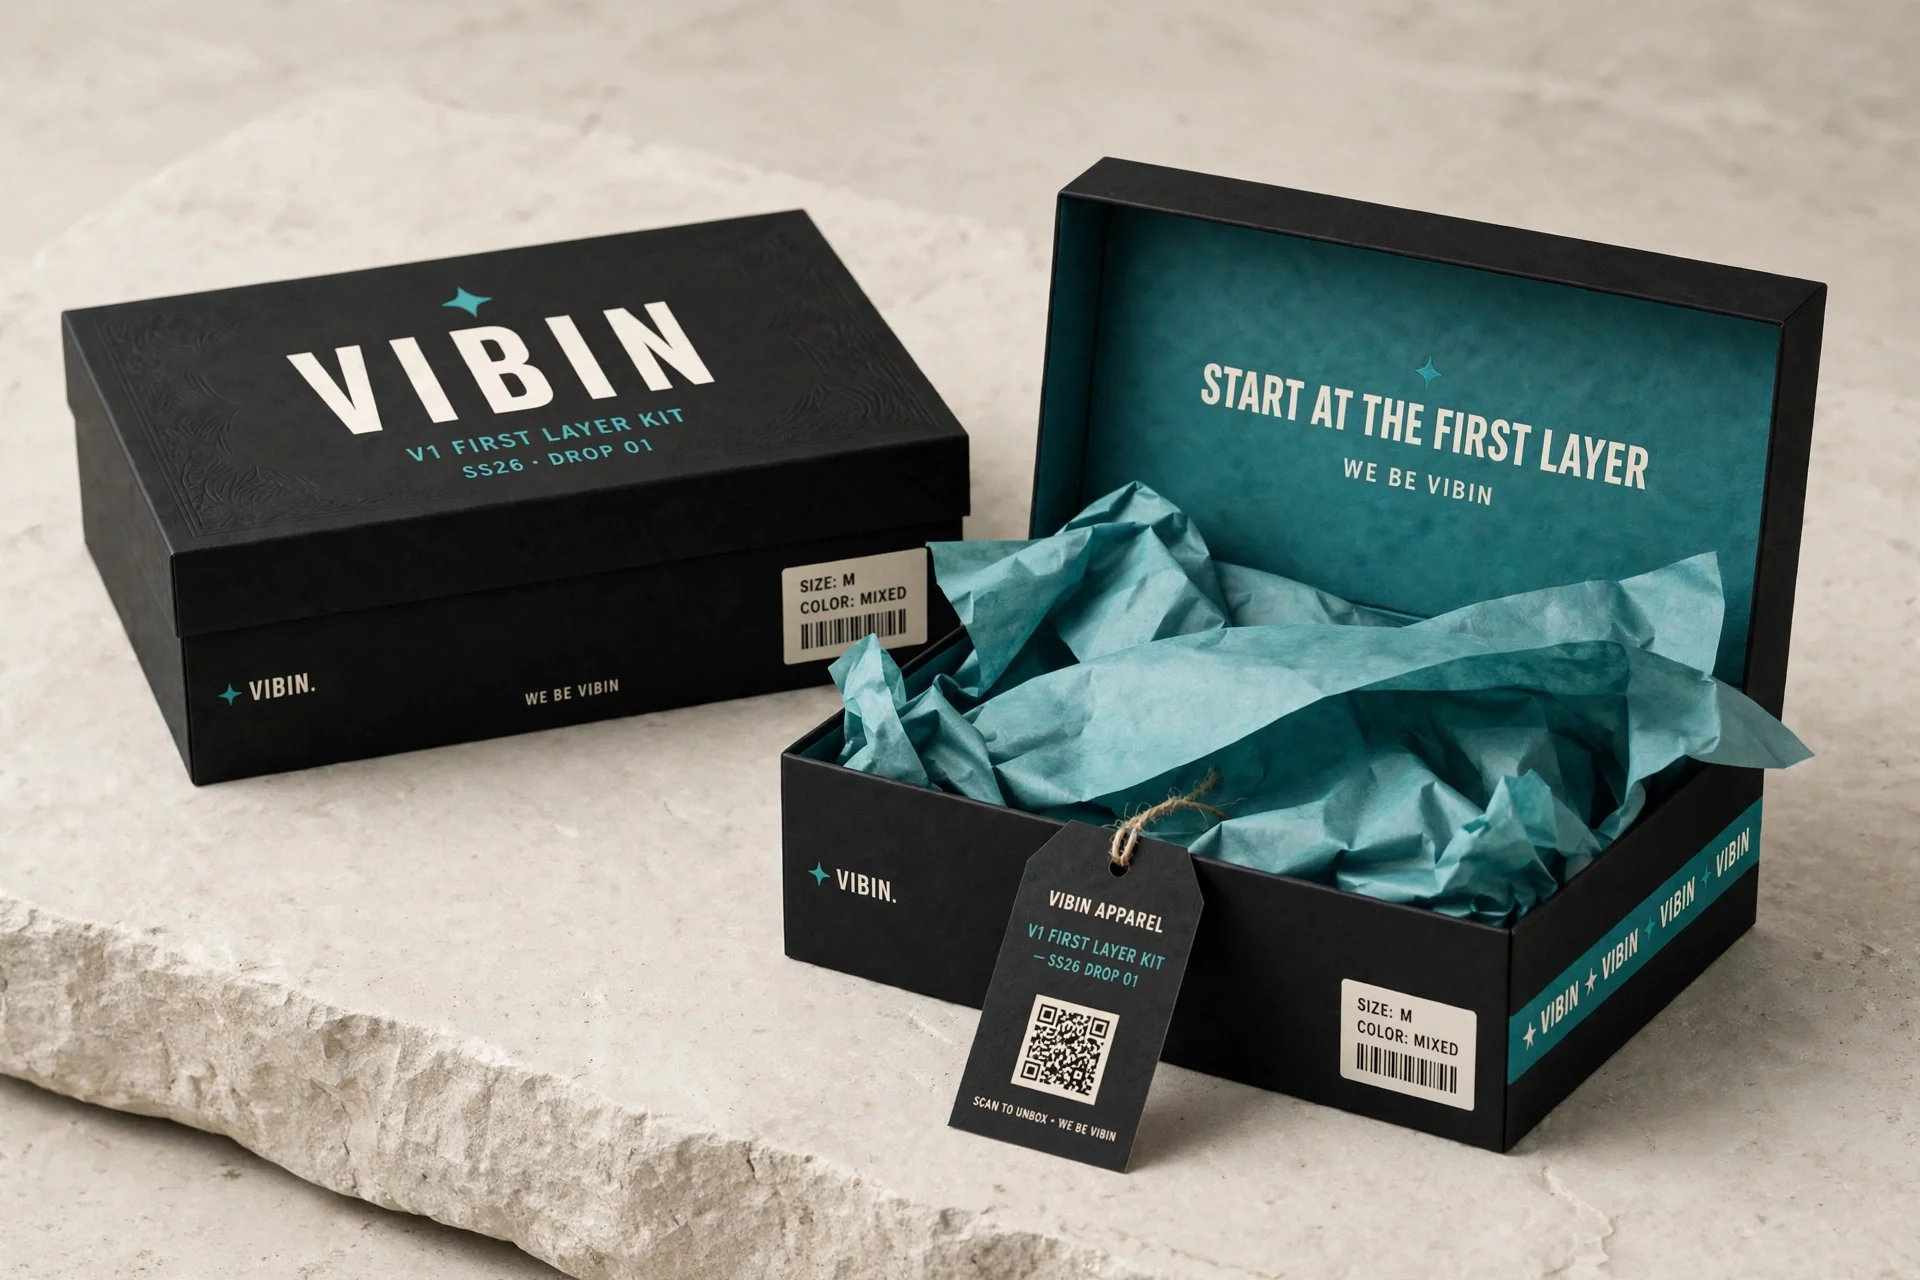 VIBIN
V1 FIRST LAYER KIT
SS26 · DROP 01
SIZE: M
COLOR: MIXED
VIBIN.
WE BE VIBIN
START AT THE FIRST LAYER
WE BE VIBIN
VIBIN.
VIBIN APPAREL
V1 FIRST LAYER KIT
— SS26 DROP 01
SCAN TO UNBOX • WE BE VIBIN
SIZE: M
COLOR: MIXED
VIBIN VIBIN VIBIN VIBIN